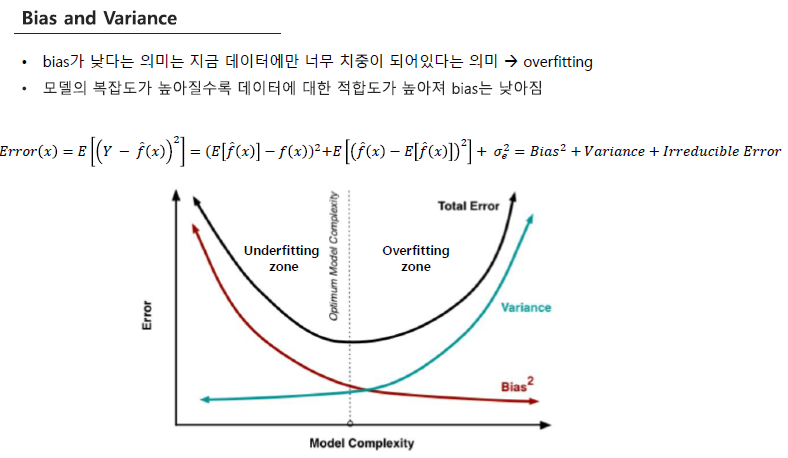 Bias and Variance
• bias가 낮다는 의미는 지금 데이터에만 너무 치중이 되어있다는 의미 → overfitting
• 모델의 복잡도가 높아질수록 데이터에 대한 적합도가 높아져 bias는 낮아짐
Error(x) = E[(Y − f̂(x))²] = (E[f̂(x)] − f(x))²+E[(f̂(x) − E[f̂(x)])²] + σₑ² = Bias² + Variance + Irreducible Error
Total Error
Underfitting
zone
Optimum Model Complexity
Overfitting
zone
Variance
Error
Bias²
Model Complexity